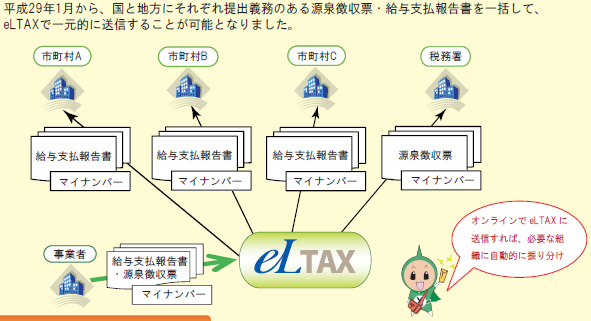 平成29年1月から、国と地方にそれぞれ提出義務のある源泉徴収票・給与支払報告書を一括して、
eLTAXで一元的に送信することが可能となりました。
市町村A
市町村B
市町村C
税務署
給与支払報告書
マイナンバー
給与支払報告書
マイナンバー
給与支払報告書
マイナンバー
源泉徴収票
マイナンバー
事業者
給与支払報告書
・源泉徴収票
マイナンバー
eLTAX
オンラインでeLTAXに
送信すれば、必要な組
織に自動的に振り分け